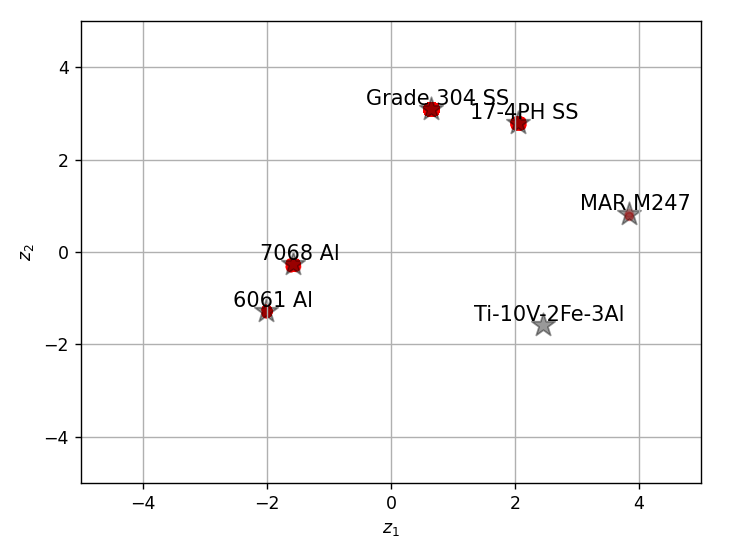 4
2
0
−2
−4
z2
Grade 304 SS
17-4PH SS
MAR M247
7068 Al
6061 Al
Ti-10V-2Fe-3Al
−4 −2 0 2 4
z1